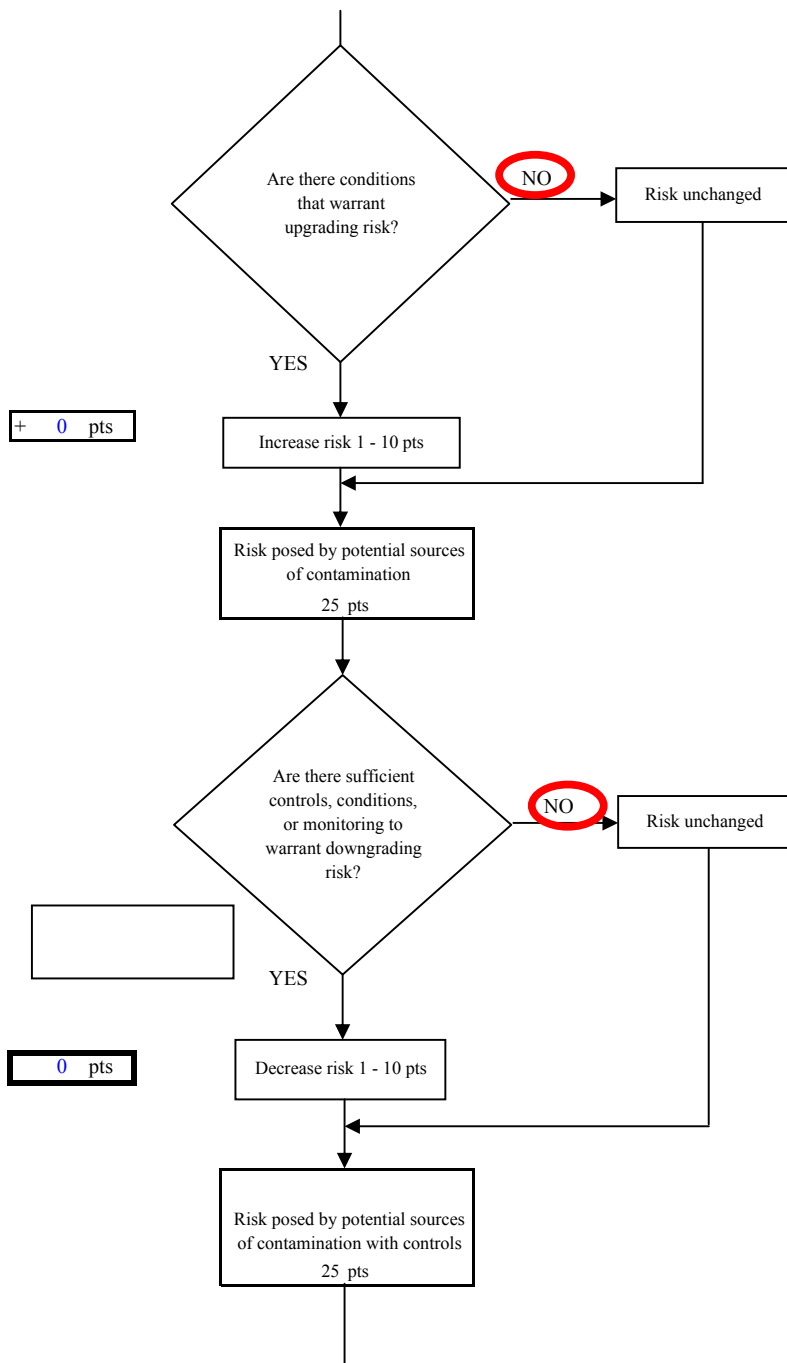 Are there conditions
that warrant
upgrading risk?
NO
Risk unchanged
YES
+ 0 pts
Increase risk 1 - 10 pts
Risk posed by potential sources
of contamination
25 pts
Are there sufficient
controls, conditions,
or monitoring to
warrant downgrading
risk?
NO
Risk unchanged
YES
0 pts
Decrease risk 1 - 10 pts
Risk posed by potential sources
of contamination with controls
25 pts